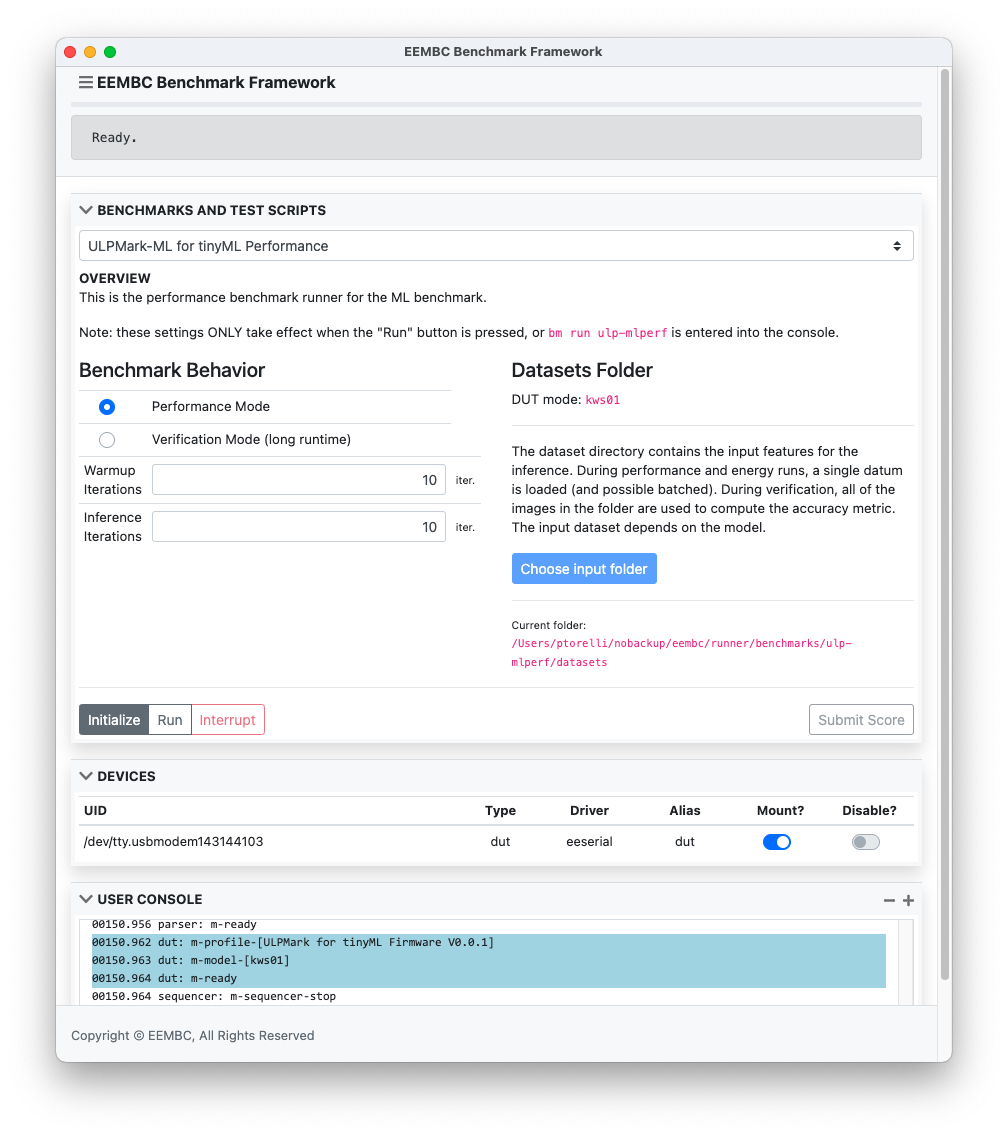 EEMBC Benchmark Framework
EEMBC Benchmark Framework
Ready.
BENCHMARKS AND TEST SCRIPTS
ULPMark-ML for tinyML Performance
OVERVIEW
This is the performance benchmark runner for the ML benchmark.
Note: these settings ONLY take effect when the "Run" button is pressed, or bm run ulp-mlperf is entered into the console.
Benchmark Behavior
Performance Mode
Verification Mode (long runtime)
Warmup
Iterations
10 iter.
Inference
Iterations
10 iter.
Datasets Folder
DUT mode: kws01
The dataset directory contains the input features for the
inference. During performance and energy runs, a single datum
is loaded (and possible batched). During verification, all of the
images in the folder are used to compute the accuracy metric.
The input dataset depends on the model.
Choose input folder
Current folder:
/Users/ptorelli/nobackup/eembc/runner/benchmarks/ulp-
mlperf/datasets
Initialize Run Interrupt Submit Score
DEVICES
UID Type Driver Alias Mount? Disable?
/dev/tty.usbmodem143144103 dut eeserial dut
USER CONSOLE
00150.956 parser: m-ready
00150.962 dut: m-profile-[ULPMark for tinyML Firmware V0.0.1]
00150.963 dut: m-model-[kws01]
00150.964 dut: m-ready
00150.964 sequencer: m-sequencer-stop
Copyright © EEMBC, All Rights Reserved